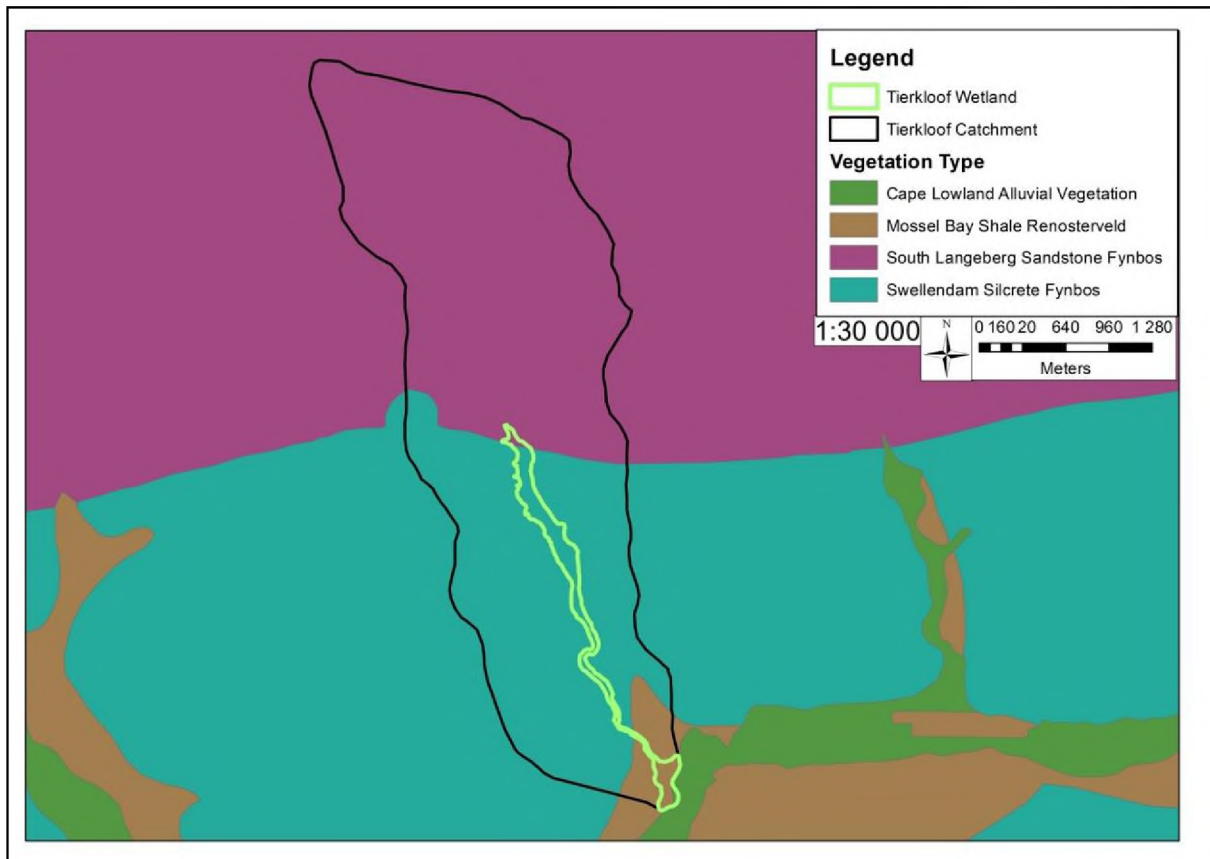 Legend
Tierkloof Wetland
Tierkloof Catchment
Vegetation Type
Cape Lowland Alluvial Vegetation
Mossel Bay Shale Renosterveld
South Langeberg Sandstone Fynbos
Swellendam Silcrete Fynbos
1:30 000
N
0 160 20 640 960 1 280
Meters